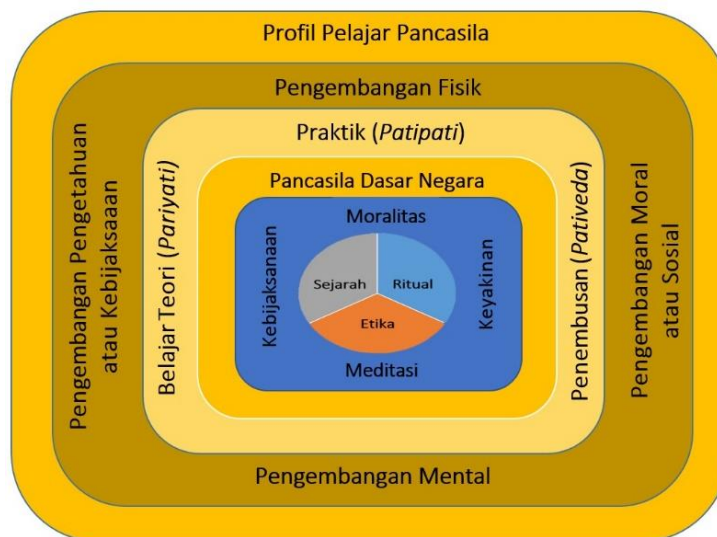 Profil Pelajar Pancasila
Pengembangan Fisik
Praktik (Patipati)
Pancasila Dasar Negara
Moralitas
Pengembangan Pengetahuan
atau Kebijaksaaan
Belajar Teori (Pariyati)
Kebijaksanaan
Sejarah
Ritual
Etika
Keyakinan
Penembusan (Pativeda)
Pengembangan Moral
atau Sosial
Meditasi
Pengembangan Mental